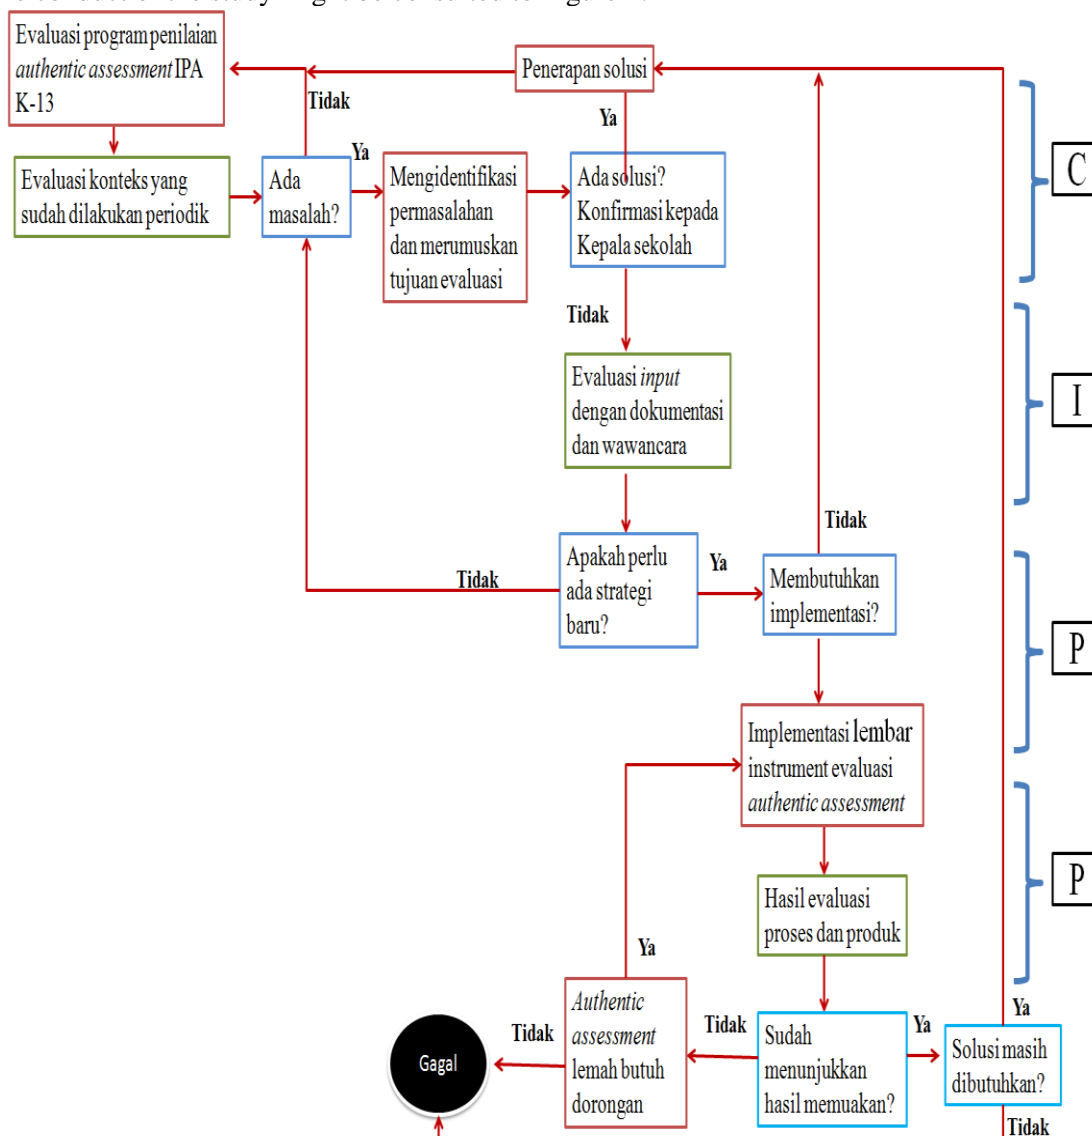 Evaluasi program penilaian
authentic assessment IPA
K-13
Penerapan solusi
Tidak
Ya
Evaluasi konteks yang
sudah dilakukan periodik
Ada
masalah?
Ya
Mengidentifikasi
permasalahan
dan merumuskan
tujuan evaluasi
Ada solusi?
Konfirmasi kepada
Kepala sekolah
C
Tidak
Evaluasi input
dengan dokumentasi
dan wawancara
I
Apakah perlu
ada strategi
baru?
Tidak
Ya
Tidak
Membutuhkan
implementasi?
P
Implementasi lembar
instrument evaluasi
authentic assessment
Hasil evaluasi
proses dan produk
P
Ya
Authentic
assessment
lemah butuh
dorongan
Tidak
Gagal
Tidak
Sudah
menunjukkan
hasil memuakan?
Ya
Ya
Solusi masih
dibutuhkan?
Tidak